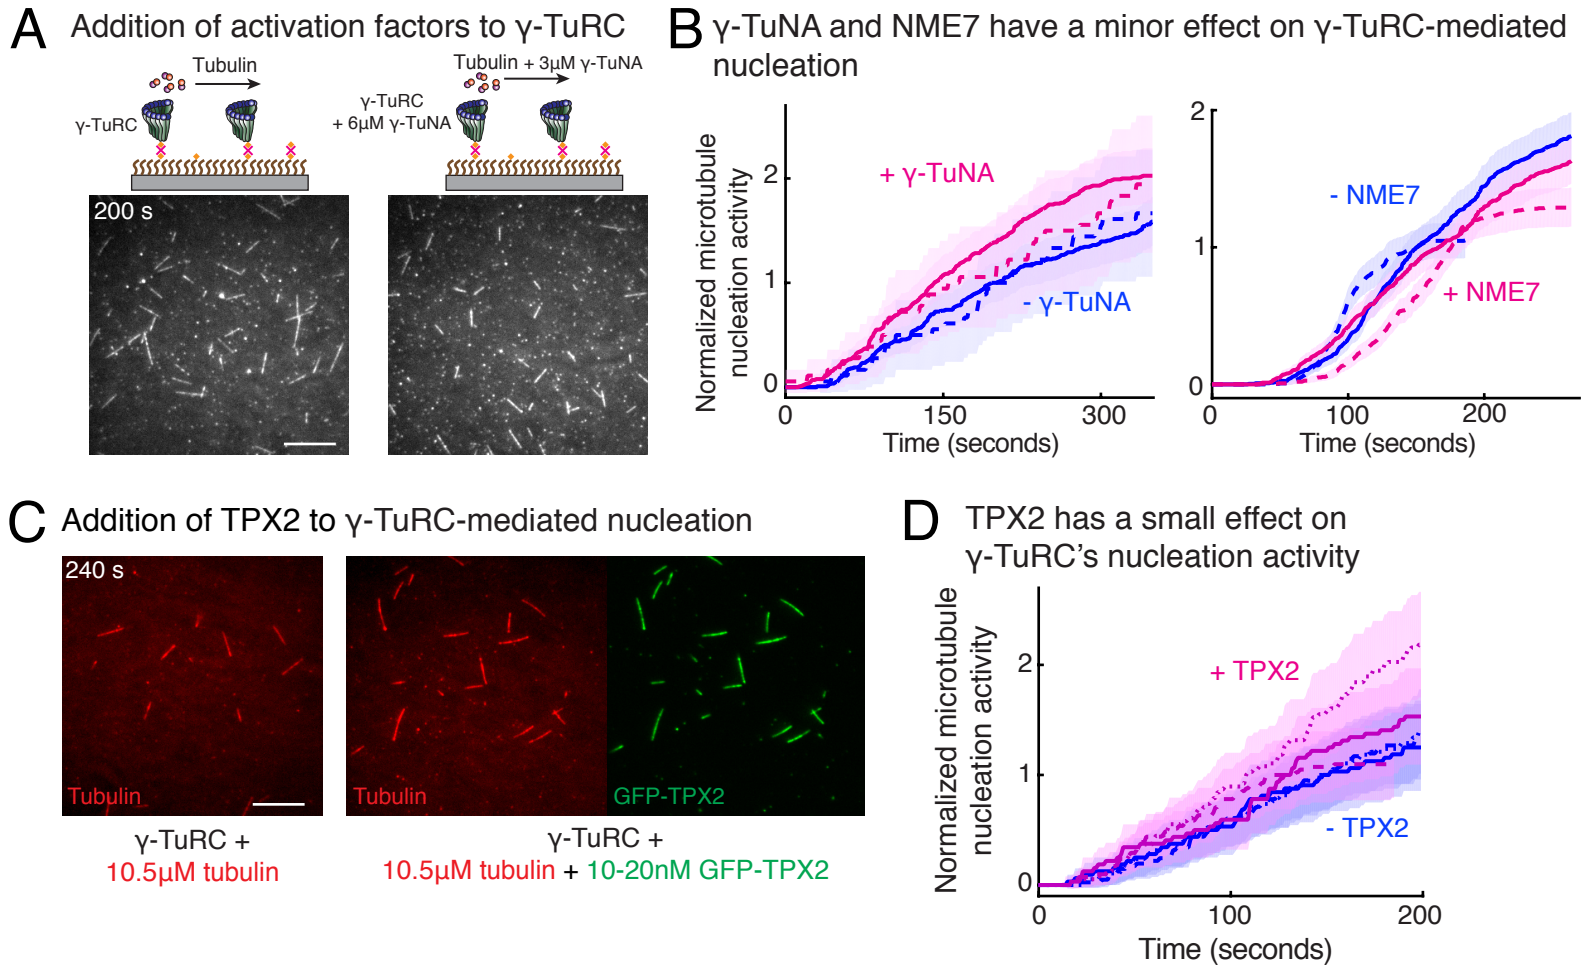 A Addition of activation factors to γ-TuRC
Tubulin
γ-TuRC
Tubulin + 3µM γ-TuNA
γ-TuRC
+ 6µM γ-TuNA
200 s
B γ-TuNA and NME7 have a minor effect on γ-TuRC-mediated
nucleation
Normalized microtubule
nucleation activity
2
1
0
+ γ-TuNA
- γ-TuNA
0 150 300
Time (seconds)
2
1
0
- NME7
+ NME7
0 100 200
Time (seconds)
C Addition of TPX2 to γ-TuRC-mediated nucleation
240 s
Tubulin
Tubulin
GFP-TPX2
γ-TuRC +
10.5µM tubulin
γ-TuRC +
10.5µM tubulin + 10-20nM GFP-TPX2
D TPX2 has a small effect on
γ-TuRC's nucleation activity
Normalized microtubule
nucleation activity
2
1
0
+ TPX2
- TPX2
0 100 200
Time (seconds)